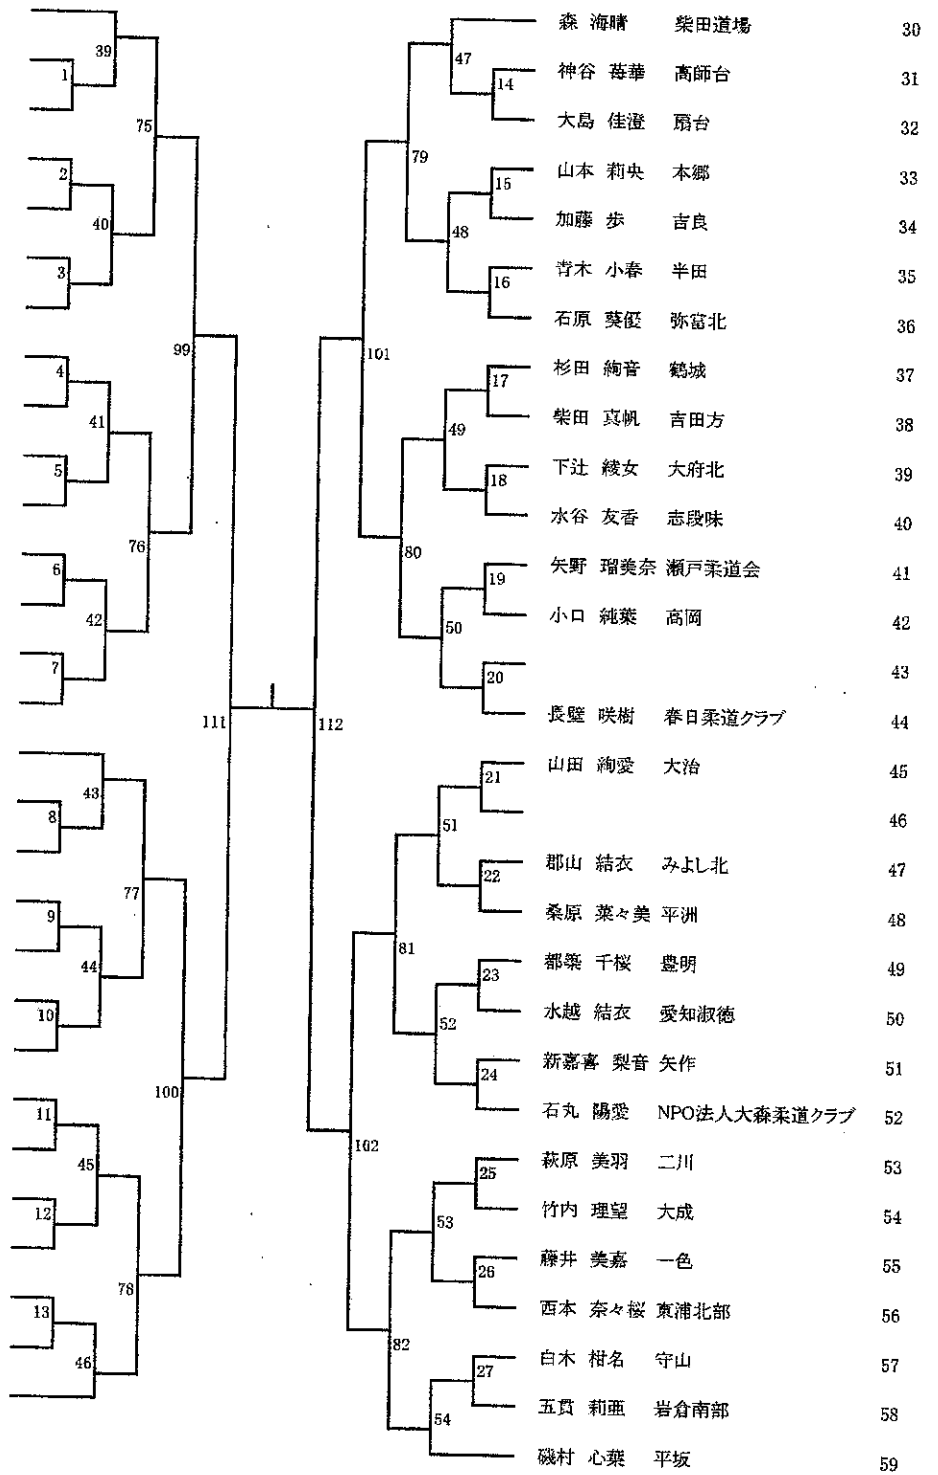 森 海晴 柴田道場 30
神谷 苺華 高師台 31
大島 佳澄 扇台 32
山本 莉央 本郷 33
加藤 歩 吉良 34
青木 小春 半田 35
石原 葵優 弥富北 36
杉田 絢音 鶴城 37
柴田 真帆 吉田方 38
下辻 綾女 大府北 39
水谷 友香 志段味 40
矢野 瑠美奈 瀬戸柔道会 41
小口 純葉 高岡 42
43
長壁 咲樹 春日柔道クラブ 44
山田 絢愛 大治 45
46
郡山 結衣 みよし北 47
桑原 菜々美 平洲 48
都築 千桜 豊明 49
水越 結衣 愛知淑徳 50
新嘉喜 梨音 矢作 51
石丸 陽愛 NPO法人大森柔道クラブ 52
萩原 美羽 二川 53
竹内 理望 大成 54
藤井 美嘉 一色 55
西本 奈々桜 東浦北部 56
白木 柑名 守山 57
五貫 莉亜 岩倉南部 58
磯村 心葉 平坂 59
39
1
75
2
40
3
99
4
41
5
76
6
42
7
111
43
8
77
9
44
10
100
11
45
12
78
13
46
47
14
79
15
48
16
101
17
49
18
80
19
50
20
112
21
51
22
81
23
52
24
102
25
53
26
82
27
54